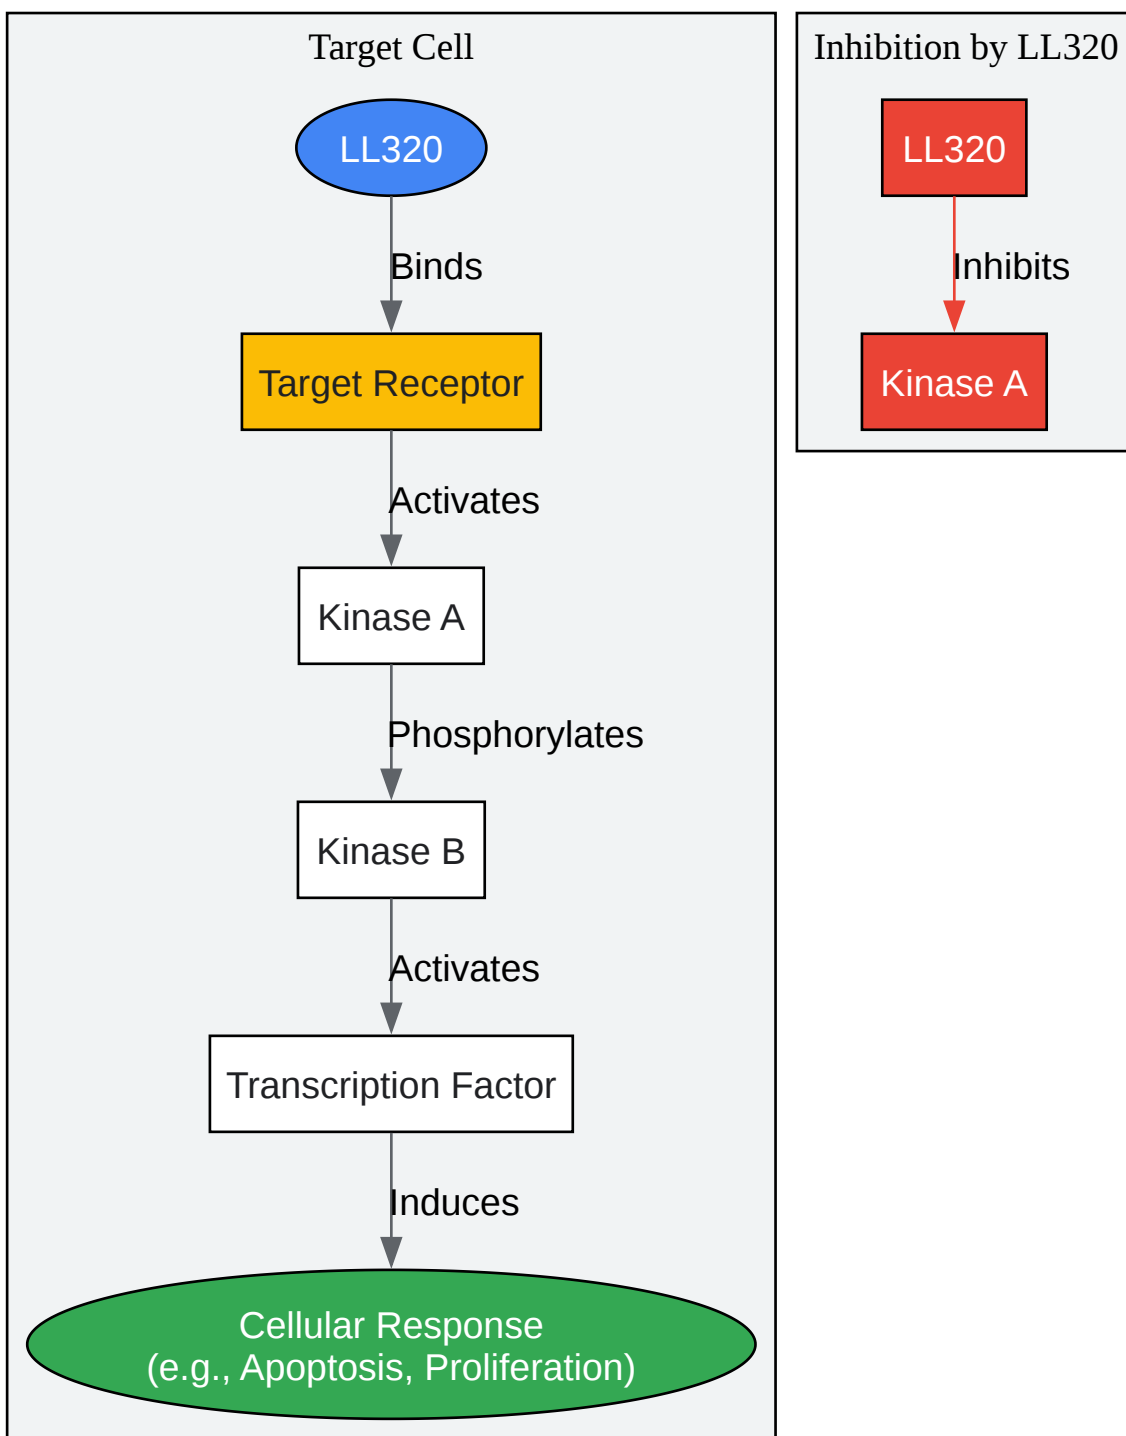 Target Cell
LL320
Binds
Target Receptor
Activates
Kinase A
Phosphorylates
Kinase B
Activates
Transcription Factor
Induces
Cellular Response
(e.g., Apoptosis, Proliferation)
Inhibition by LL320
LL320
Inhibits
Kinase A